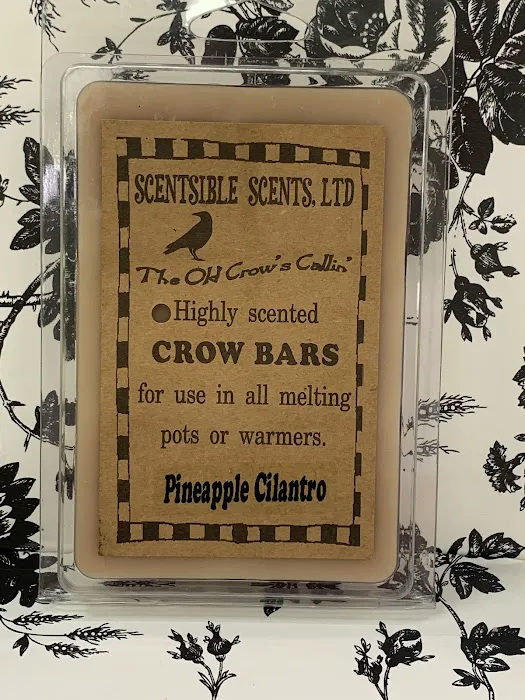 SCENTSIBLE SCENTS, LTD
The Old Crow's Callin'
Highly scented
CROW BARS
for use in all melting
pots or warmers.
Pineapple Cilantro